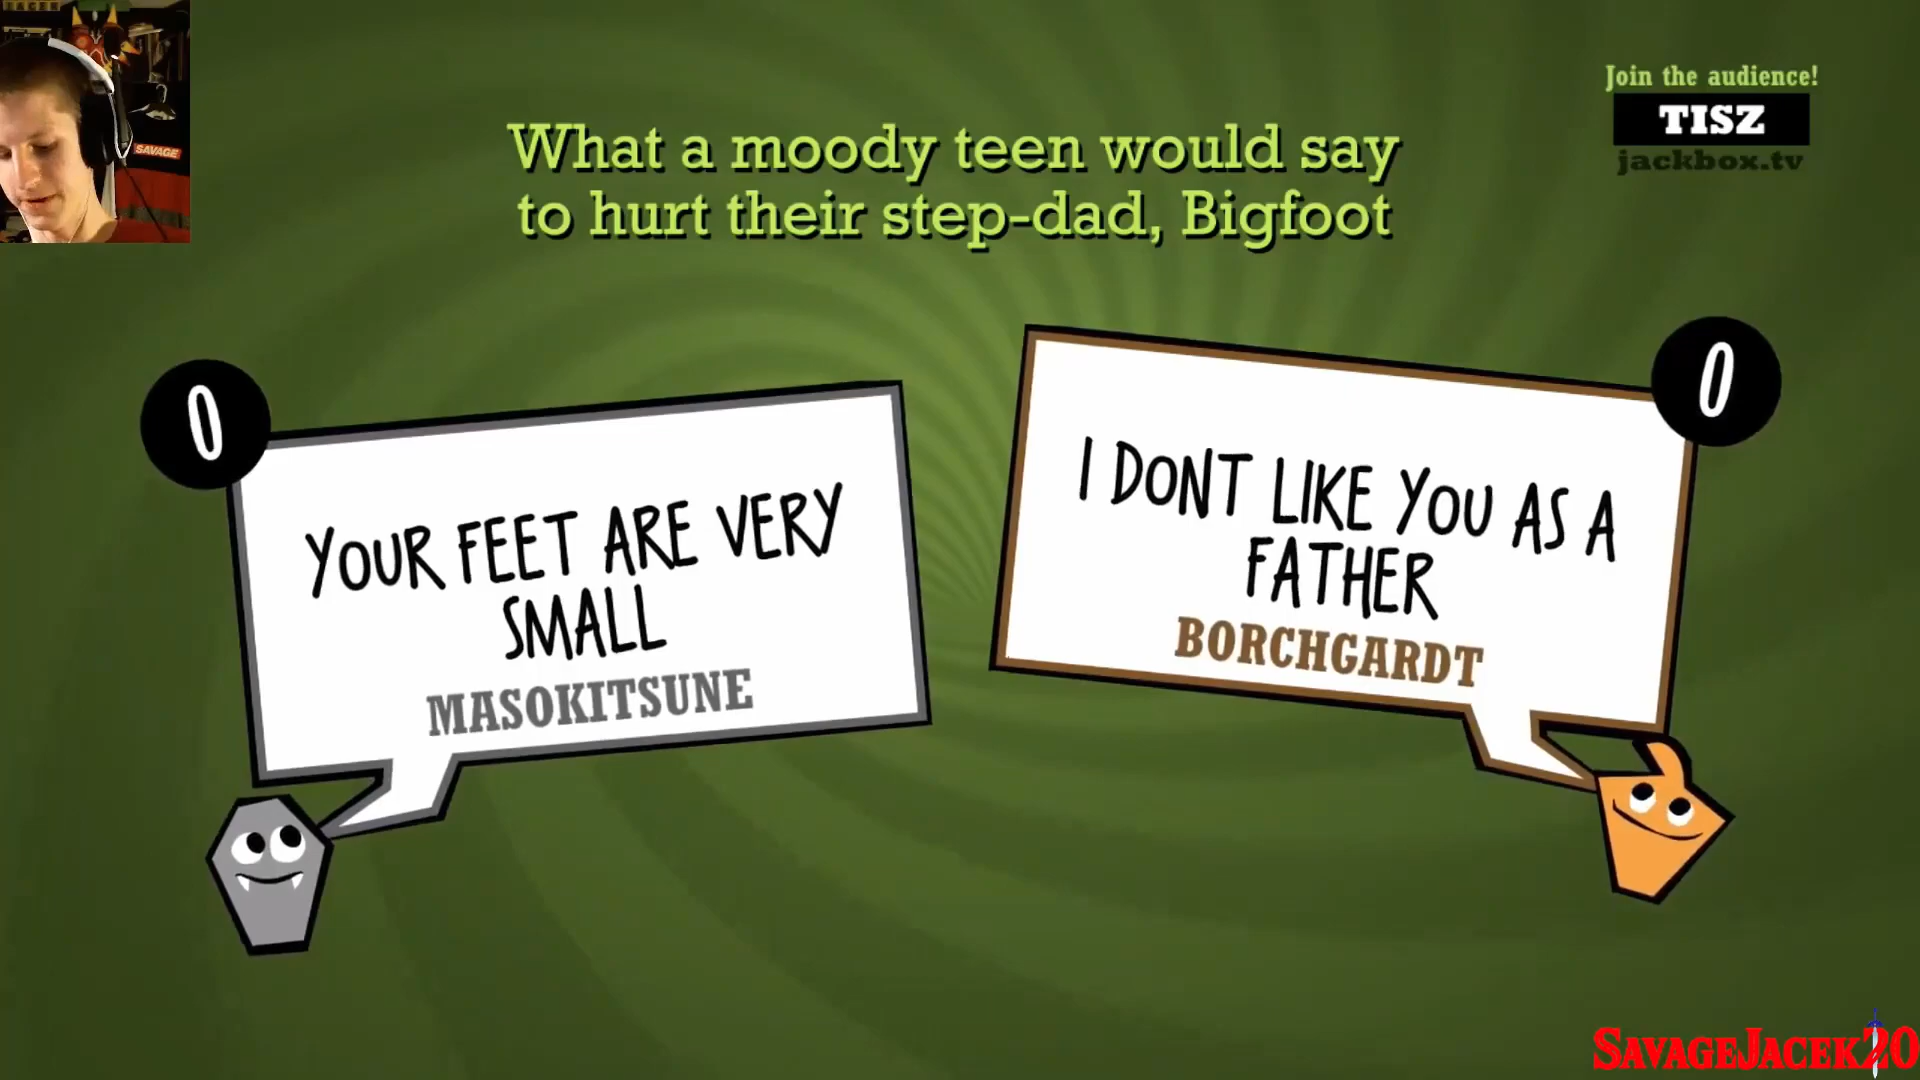 SAVAGE
Join the audience!
TISZ
jackbox.tv
What a moody teen would say
to hurt their step-dad, Bigfoot
0
YOUR FEET ARE VERY
SMALL
MASOKITSUNE
0
I DONT LIKE YOU AS A
FATHER
BORCHGARDT
SAVAGEJACEK20